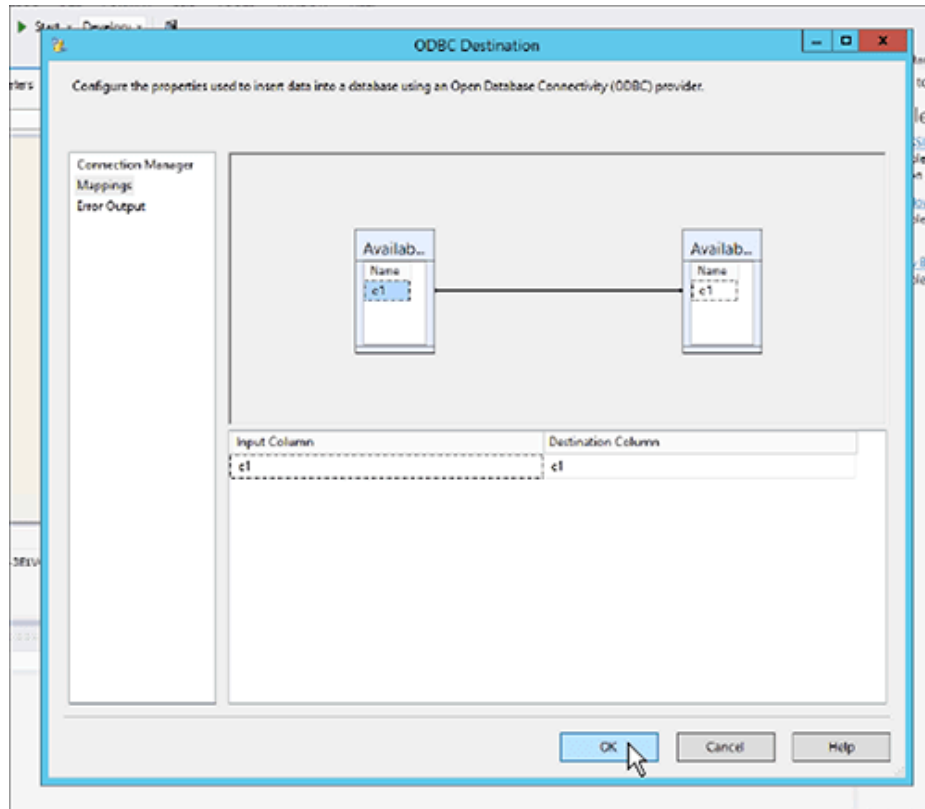 Start Develop
ODBC Destination
Configure the properties used to insert data into a database using an Open Database Connectivity (ODBC) provider.
Connection Manager
Mappings
Error Output
Availab... Availab...
Name Name
c1 c1
Input Column Destination Column
c1 c1
OK Cancel Help